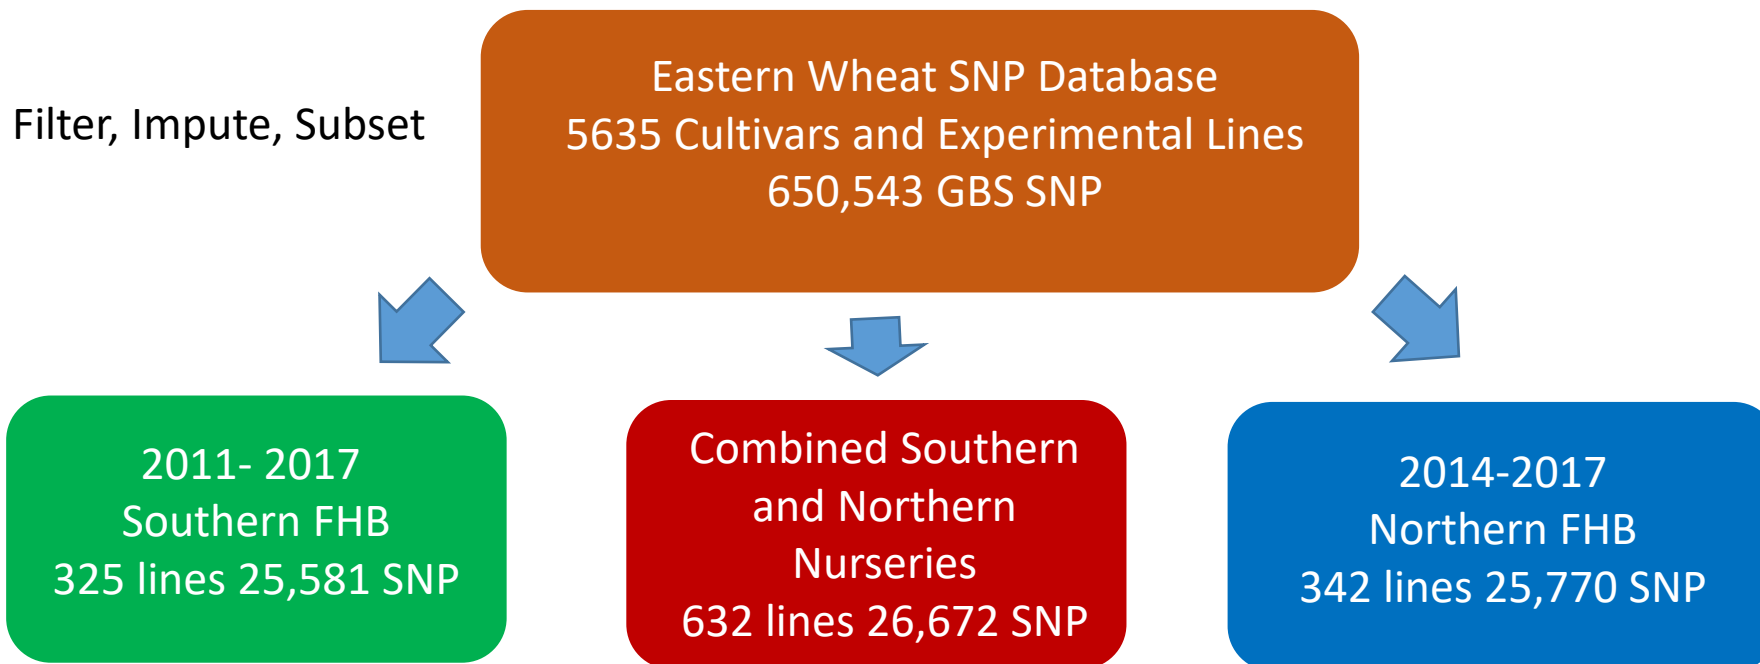 Filter, Impute, Subset
Eastern Wheat SNP Database
5635 Cultivars and Experimental Lines
650,543 GBS SNP
2011- 2017
Southern FHB
325 lines 25,581 SNP
Combined Southern
and Northern
Nurseries
632 lines 26,672 SNP
2014-2017
Northern FHB
342 lines 25,770 SNP